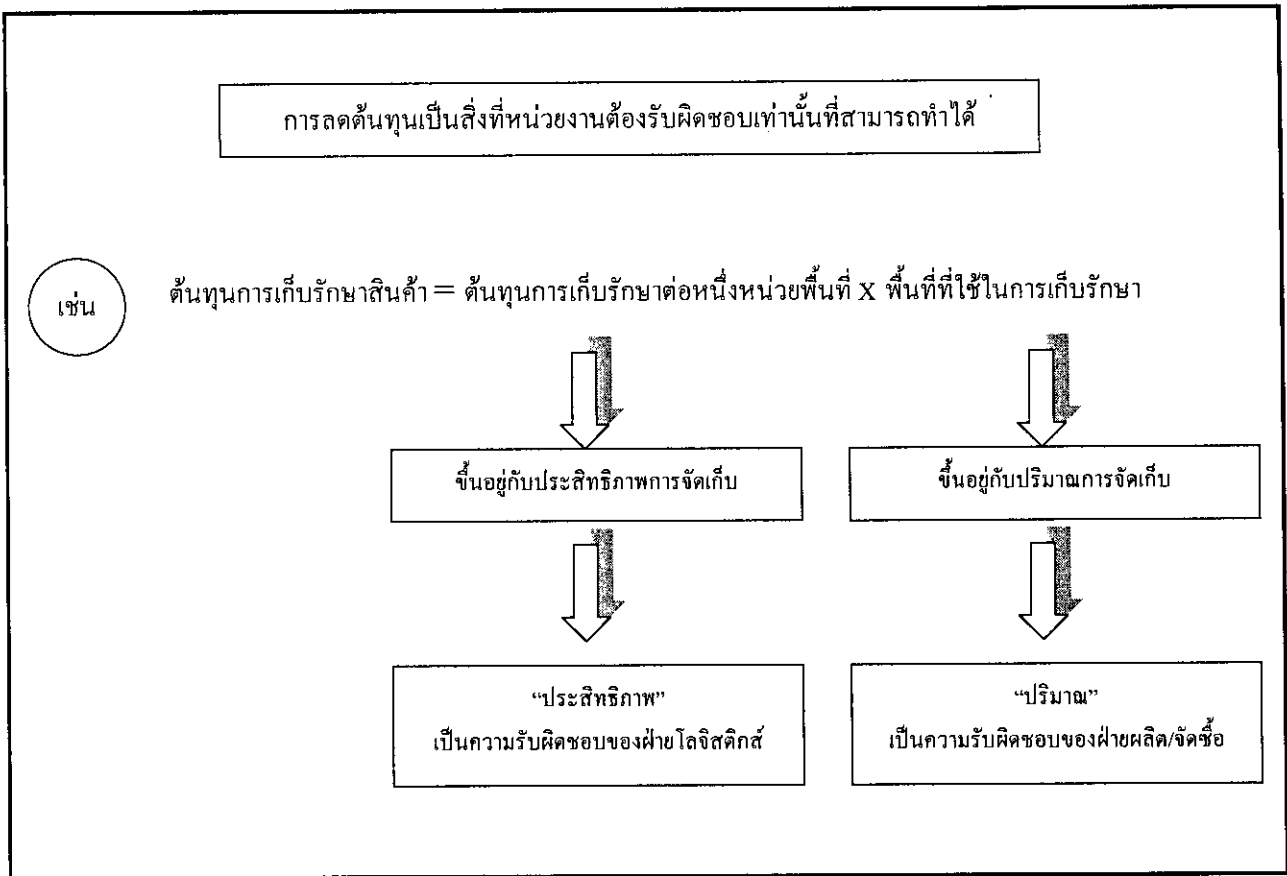 การลดต้นทุนเป็นสิ่งที่หน่วยงานต้องรับผิดชอบเท่านั้นที่สามารถทำได้
เช่น
ต้นทุนการเก็บรักษาสินค้า = ต้นทุนการเก็บรักษาต่อหนึ่งหน่วยพื้นที่ X พื้นที่ที่ใช้ในการเก็บรักษา
ขึ้นอยู่กับประสิทธิภาพการจัดเก็บ
ขึ้นอยู่กับปริมาณการจัดเก็บ
“ประสิทธิภาพ”
เป็นความรับผิดชอบของฝ่ายโลจิสติกส์
“ปริมาณ”
เป็นความรับผิดชอบของฝ่ายผลิต/จัดซื้อ